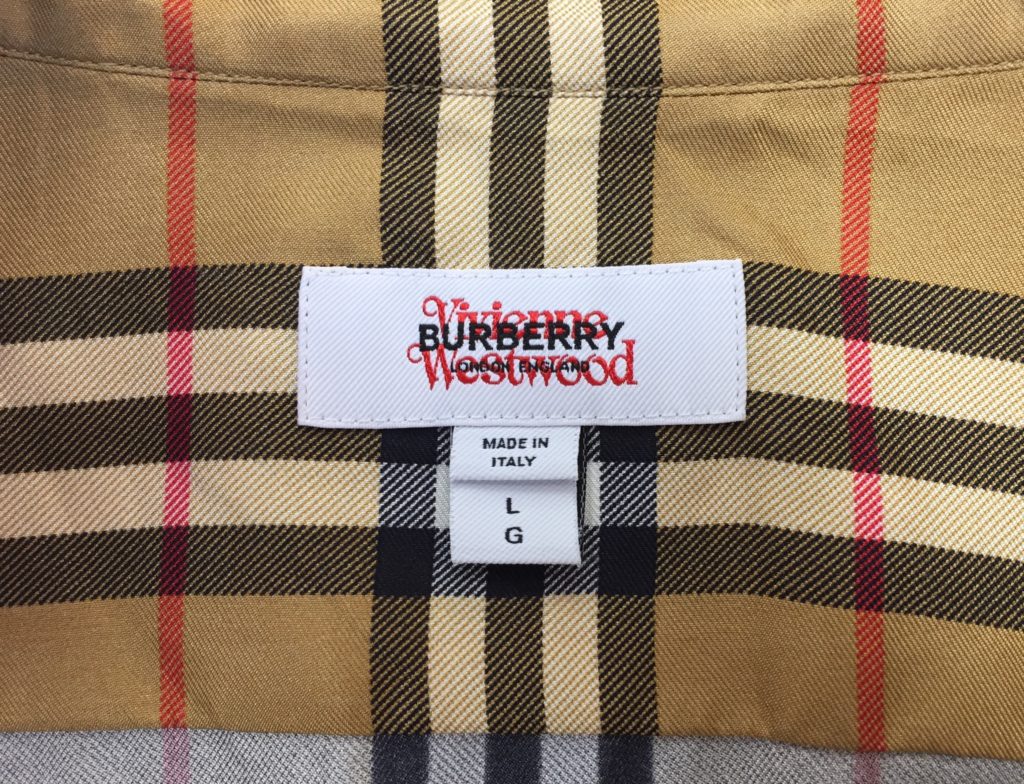 Vivienne
BURBERRY
LONDON ENGLAND
Westwood
MADE IN
ITALY
L
G